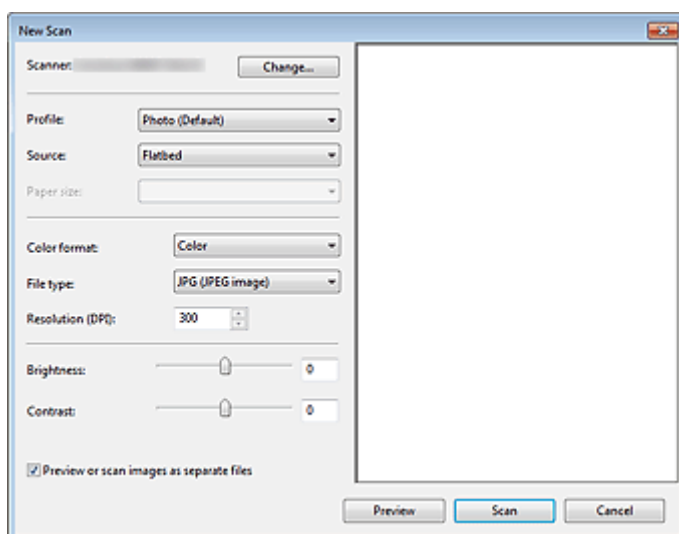 New Scan
Scanner: Change...
Profile: Photo (Default)
Source: Flatbed
Paper size:
Color format: Color
File type: JPG (JPEG image)
Resolution (DPI): 300
Brightness: 0
Contrast: 0
Preview or scan images as separate files
Preview Scan Cancel